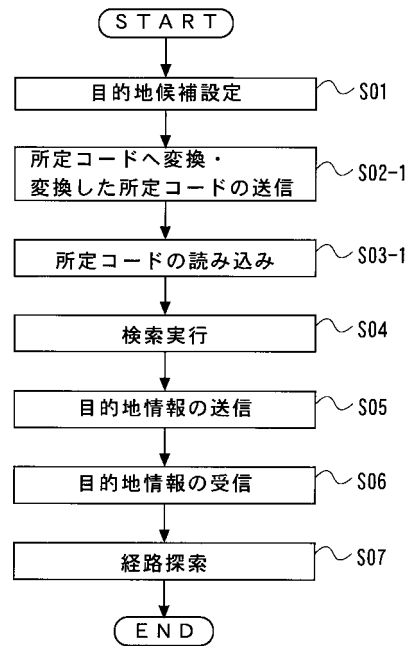 START
目的地候補設定
S01
所定コードへ変換・
変換した所定コードの送信
S02-1
所定コードの読み込み
S03-1
検索実行
S04
目的地情報の送信
S05
目的地情報の受信
S06
経路探索
S07
END